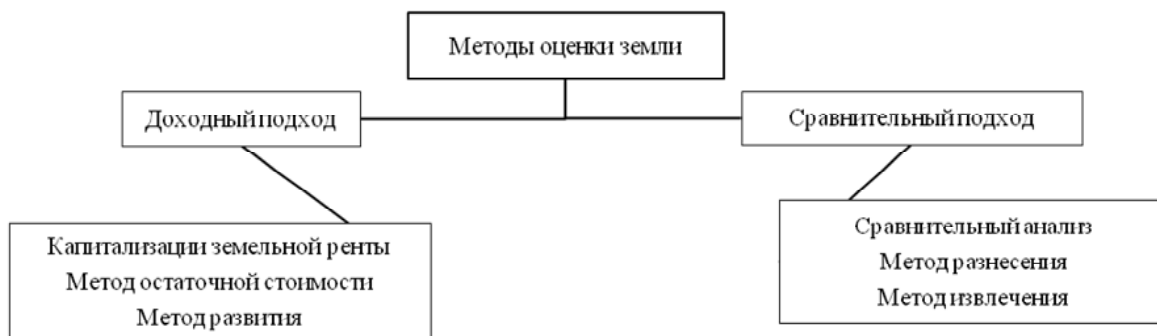 Методы оценки земли
Доходный подход
Сравнительный подход
Капитализации земельной ренты
Метод остаточной стоимости
Метод развития
Сравнительный анализ
Метод разнесения
Метод извлечения